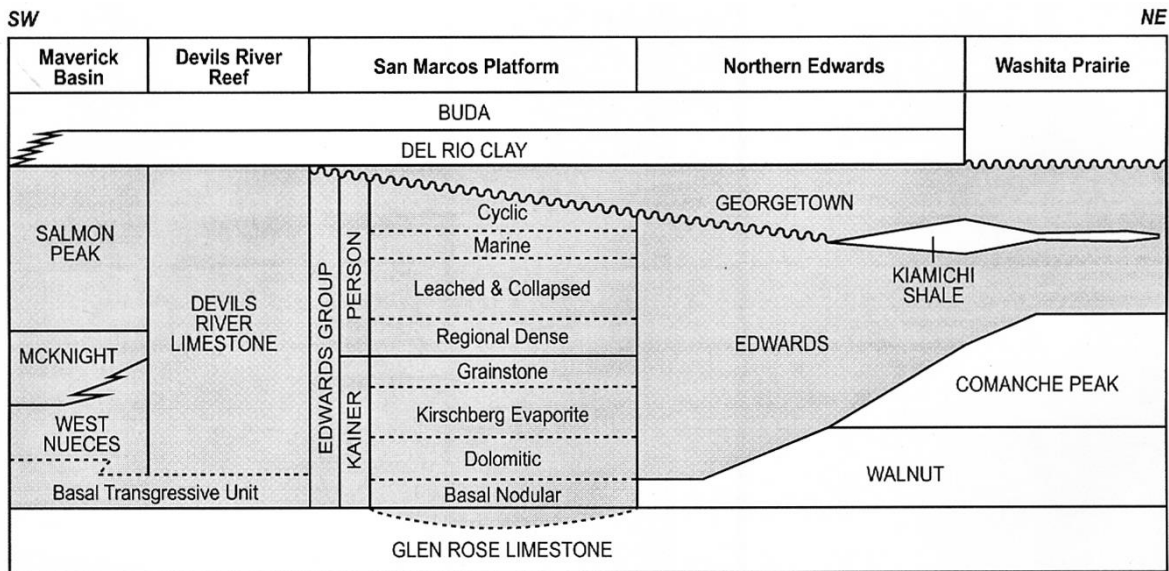 SW
NE
Maverick
Basin
Devils River
Reef
San Marcos Platform
Northern Edwards
Washita Prairie
BUDA
DEL RIO CLAY
SALMON
PEAK
MCKNIGHT
WEST
NUECES
Basal Transgressive Unit
DEVILS
RIVER
LIMESTONE
EDWARDS GROUP
PERSON
KAINER
Cyclic
Marine
Leached & Collapsed
Regional Dense
Grainstone
Kirschberg Evaporite
Dolomitic
Basal Nodular
GEORGETOWN
KIAMICHI
SHALE
EDWARDS
COMANCHE PEAK
WALNUT
GLEN ROSE LIMESTONE